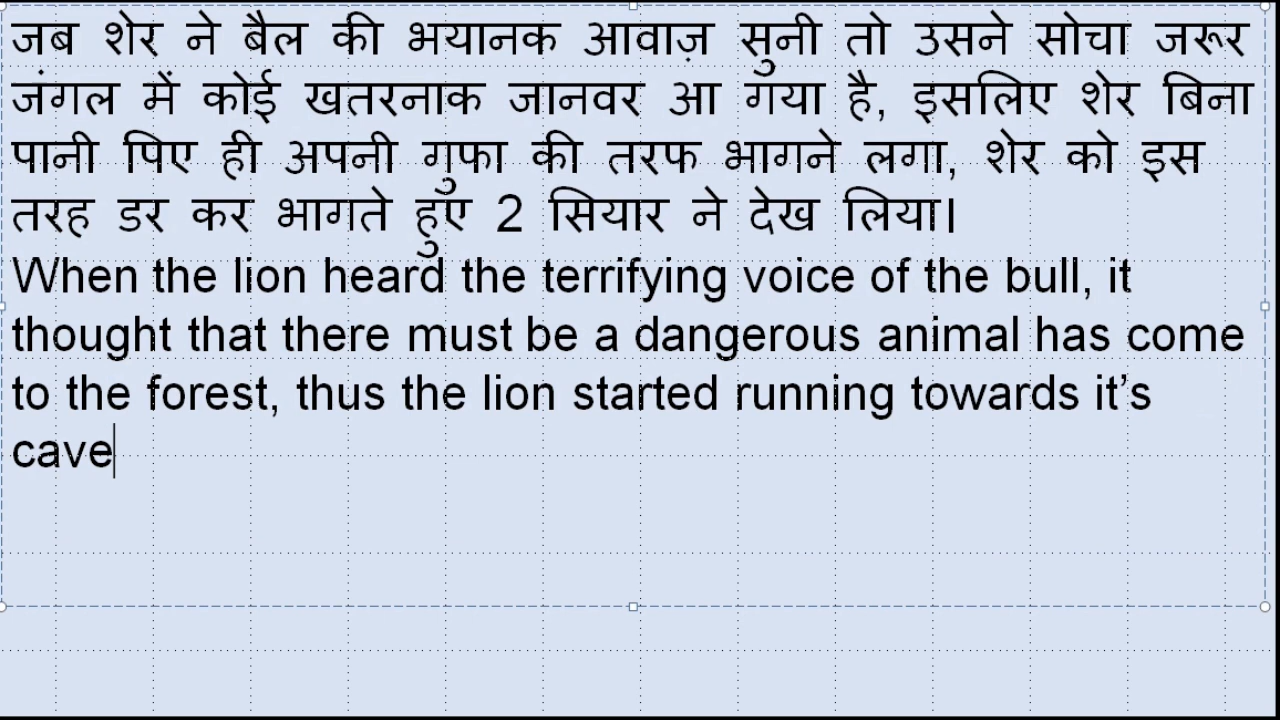 जब शेर ने बैल की भयानक आवाज़ सुनी तो उसने सोचा जरूर
जंगल में कोई खतरनाक जानवर आ गया है, इसलिए शेर बिना
पानी पिए ही अपनी गुफा की तरफ भागने लगा, शेर को इस
तरह डर कर भागते हुए 2 सियार ने देख लिया।
When the lion heard the terrifying voice of the bull, it
thought that there must be a dangerous animal has come
to the forest, thus the lion started running towards it’s
cave